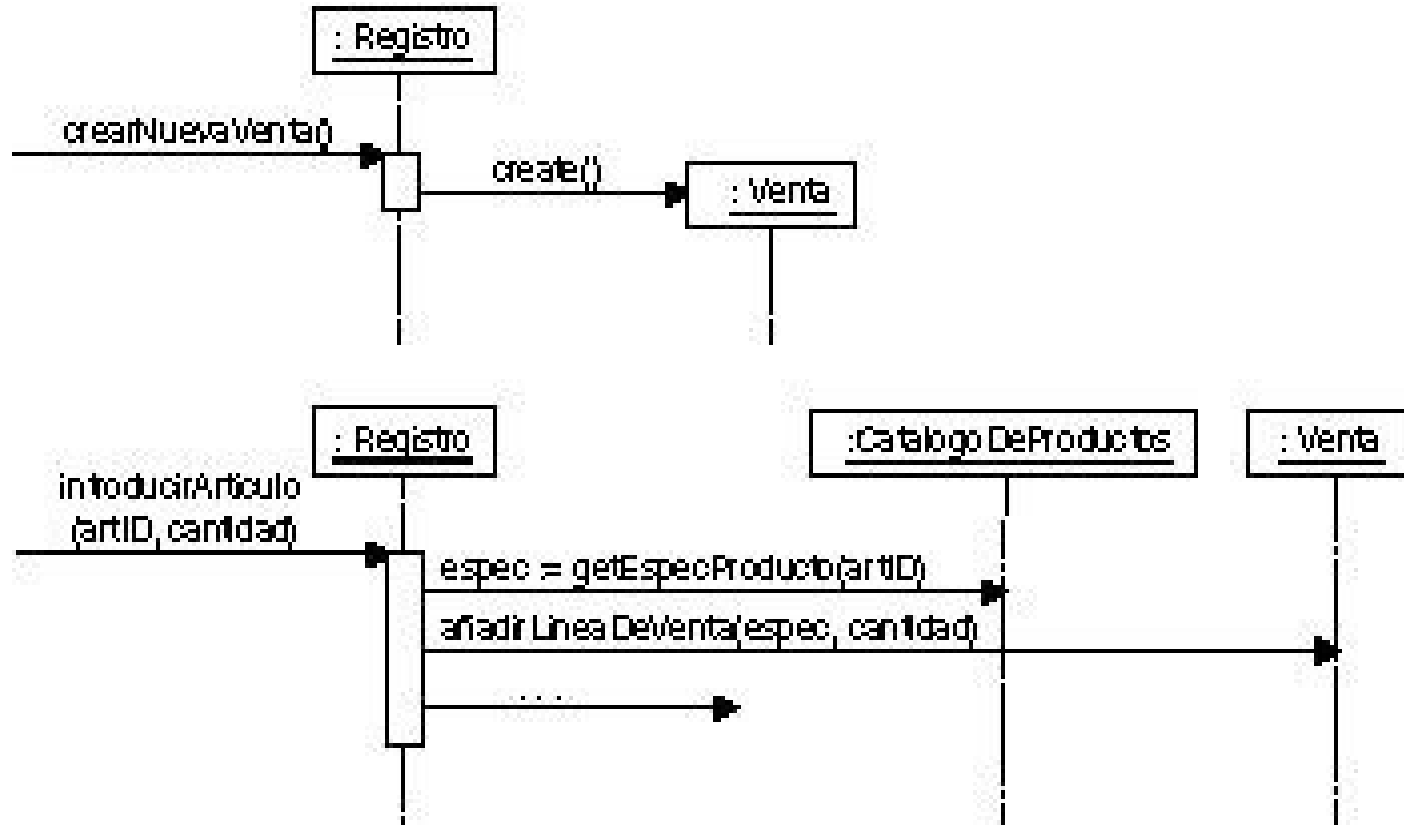 : Registro
crearNuevaVenta()
create()
: Venta
: Registro
:CatalogoDeProductos
: Venta
introducirArticulo
(artID, cantidad)
espec := getEspecProducto(artID)
añadirLineaDeVenta(espec, cantidad)
. . .